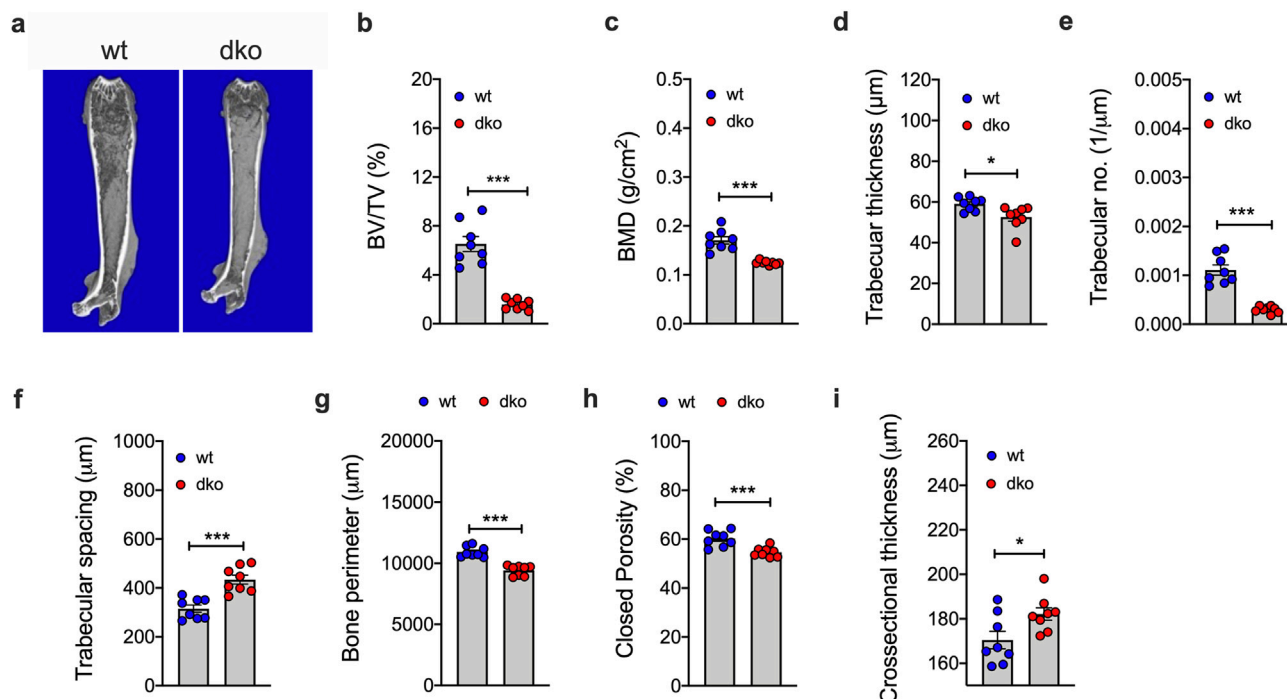 a
wt
dko
b
BV/TV (%)
20
16
12
8
4
0
wt
dko
***
c
BMD (g/cm2)
0.5
0.4
0.3
0.2
0.1
0.0
wt
dko
***
d
Trabecuar thickness (μm)
120
100
80
60
40
20
0
wt
dko
*
e
Trabecular no. (1/μm)
0.005
0.004
0.003
0.002
0.001
0.000
wt
dko
***
f
Trabecular spacing (μm)
1000
800
600
400
200
0
wt
dko
***
g
Bone perimeter (μm)
wt
dko
20000
15000
10000
5000
0
***
h
Closed Porosity (%)
wt
dko
100
80
60
40
20
0
***
i
Crossectional thickness (μm)
260
240
220
200
180
160
wt
dko
*